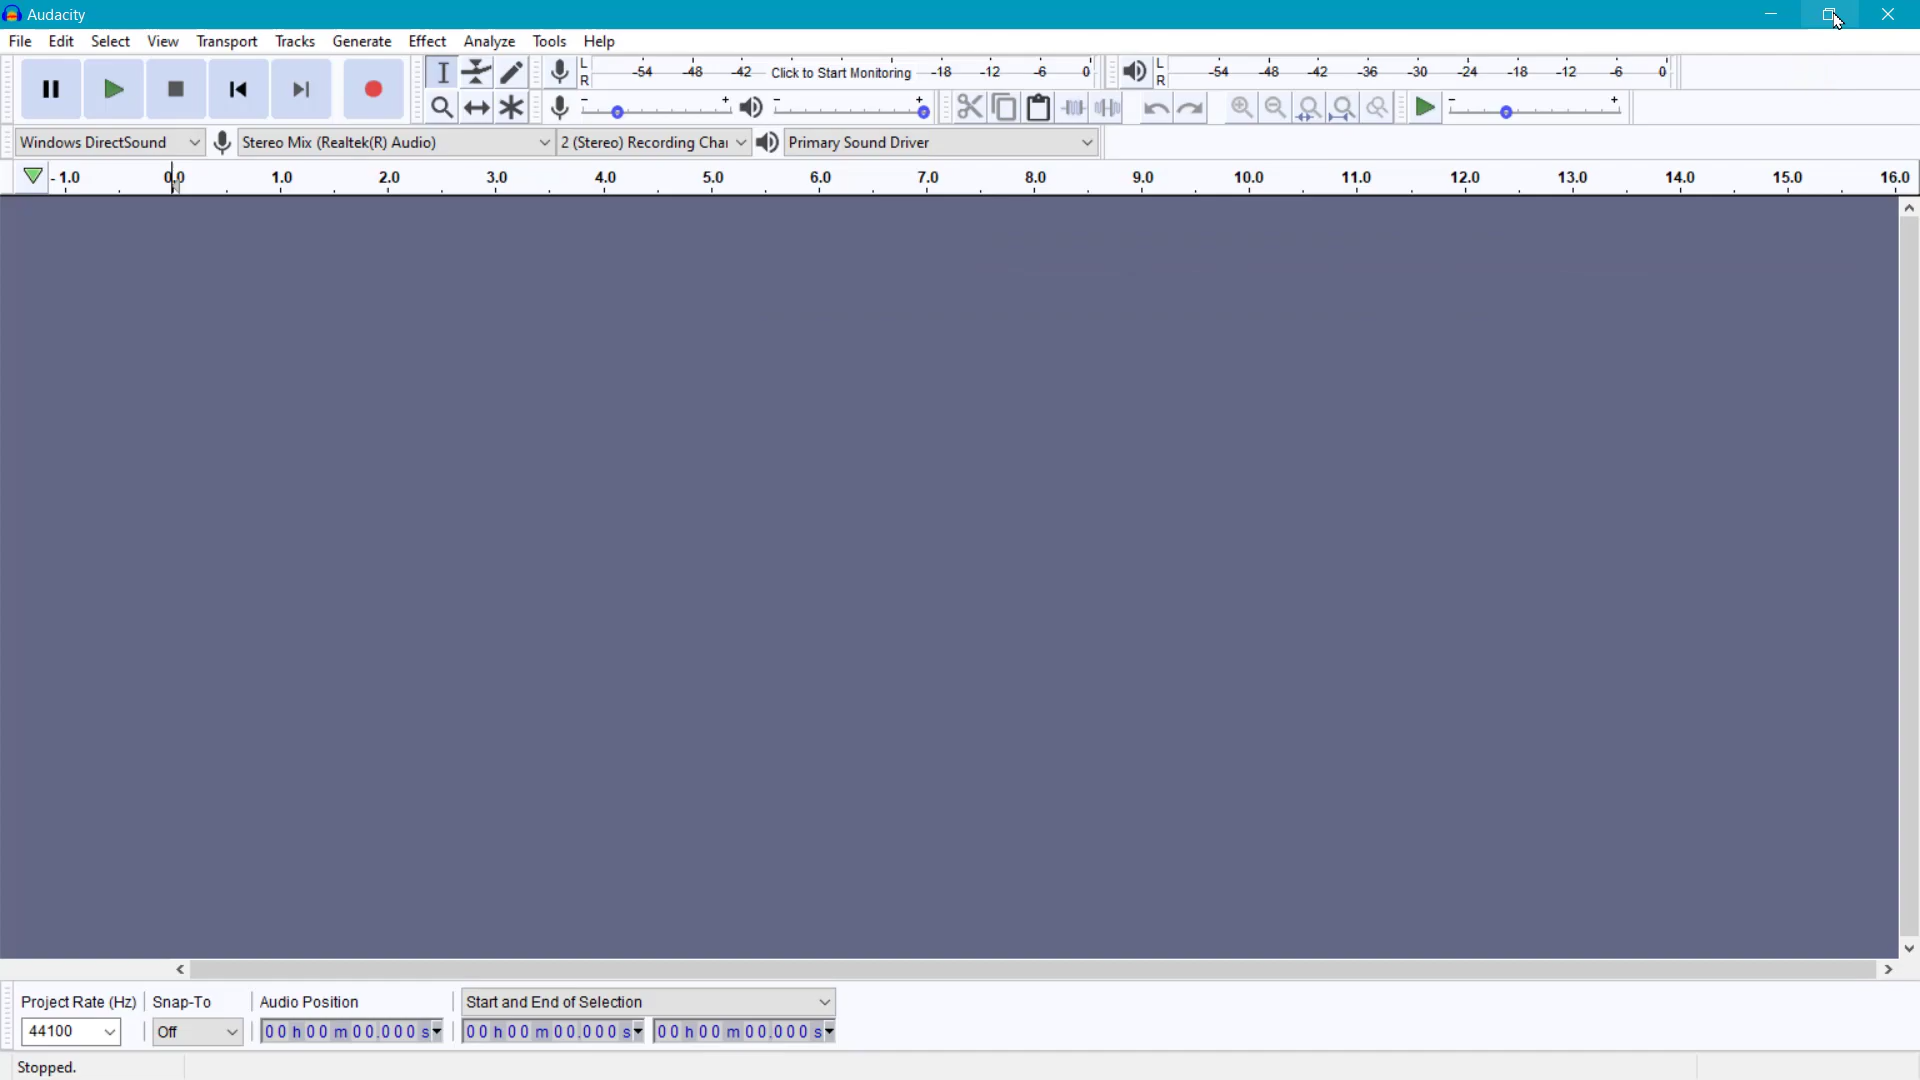 Audacity
File Edit Select View Transport Tracks Generate Effect Analyze Tools Help
L R -54 -48 -42 Click to Start Monitoring -18 -12 -6 0 L R -54 -48 -42 -36 -30 -24 -18 -12 -6 0
- + - + - +
Windows DirectSound Stereo Mix (Realtek(R) Audio) 2 (Stereo) Recording Chai Primary Sound Driver
-1.0 0.0 1.0 2.0 3.0 4.0 5.0 6.0 7.0 8.0 9.0 10.0 11.0 12.0 13.0 14.0 15.0 16.0
Project Rate (Hz) Snap-To Audio Position Start and End of Selection
44100 Off 00 h 00 m 00.000 s 00 h 00 m 00.000 s 00 h 00 m 00.000 s
Stopped.